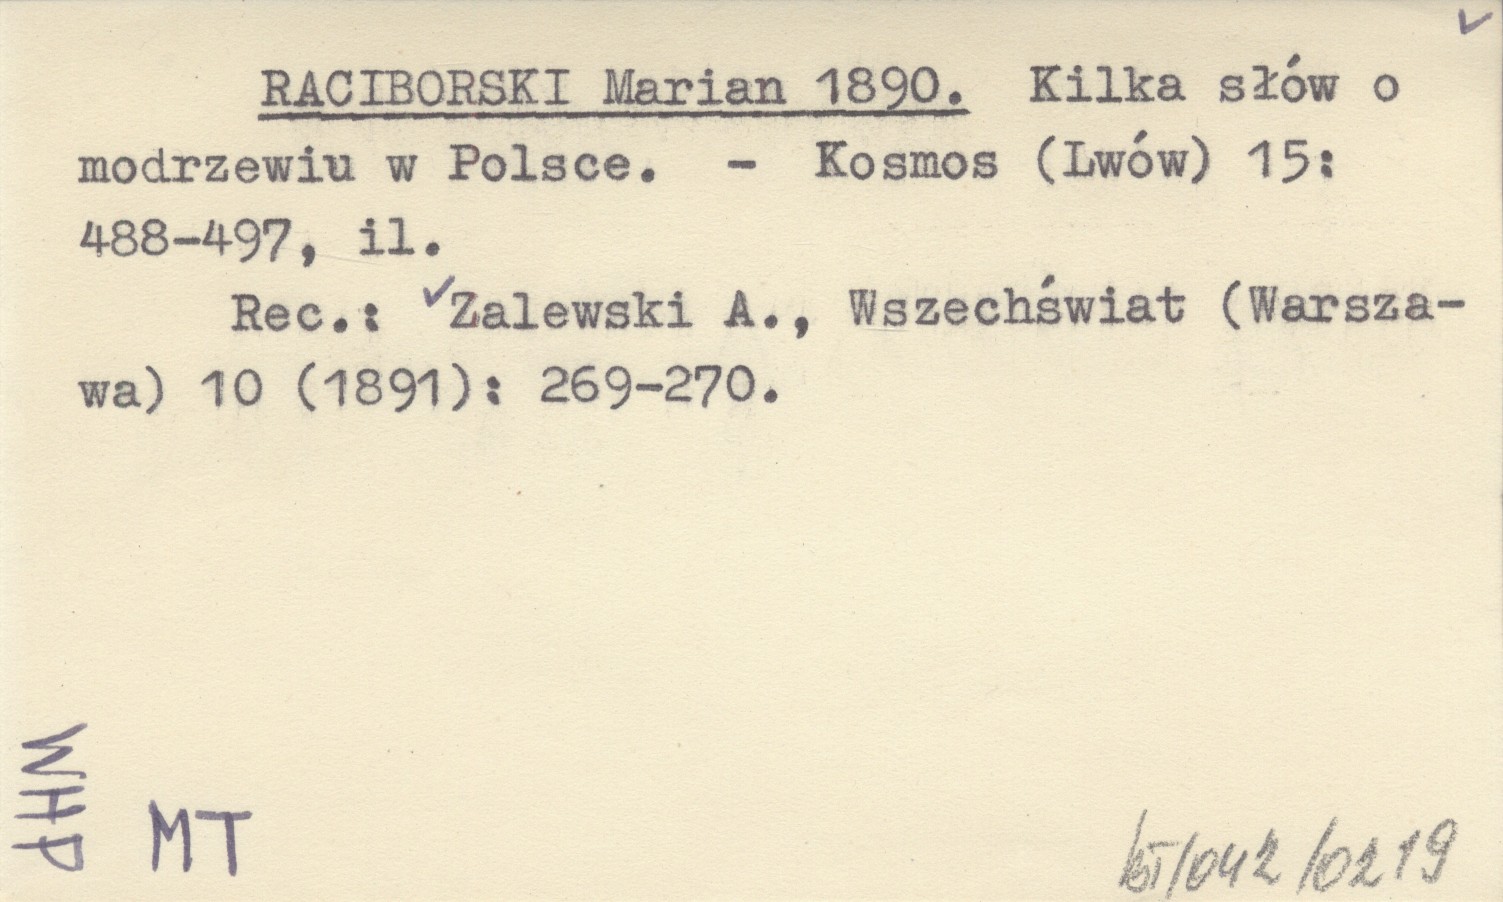 RACIBORSKI Marian 1890. Kilka słów o
modrzewiu w Polsce. - Kosmos (Lwów) 15:
488-497, il.
Rec.: Zalewski A., Wszechświat (Warsza-
wa) 10 (1891): 269-270.
WHP
MT
/042/0219